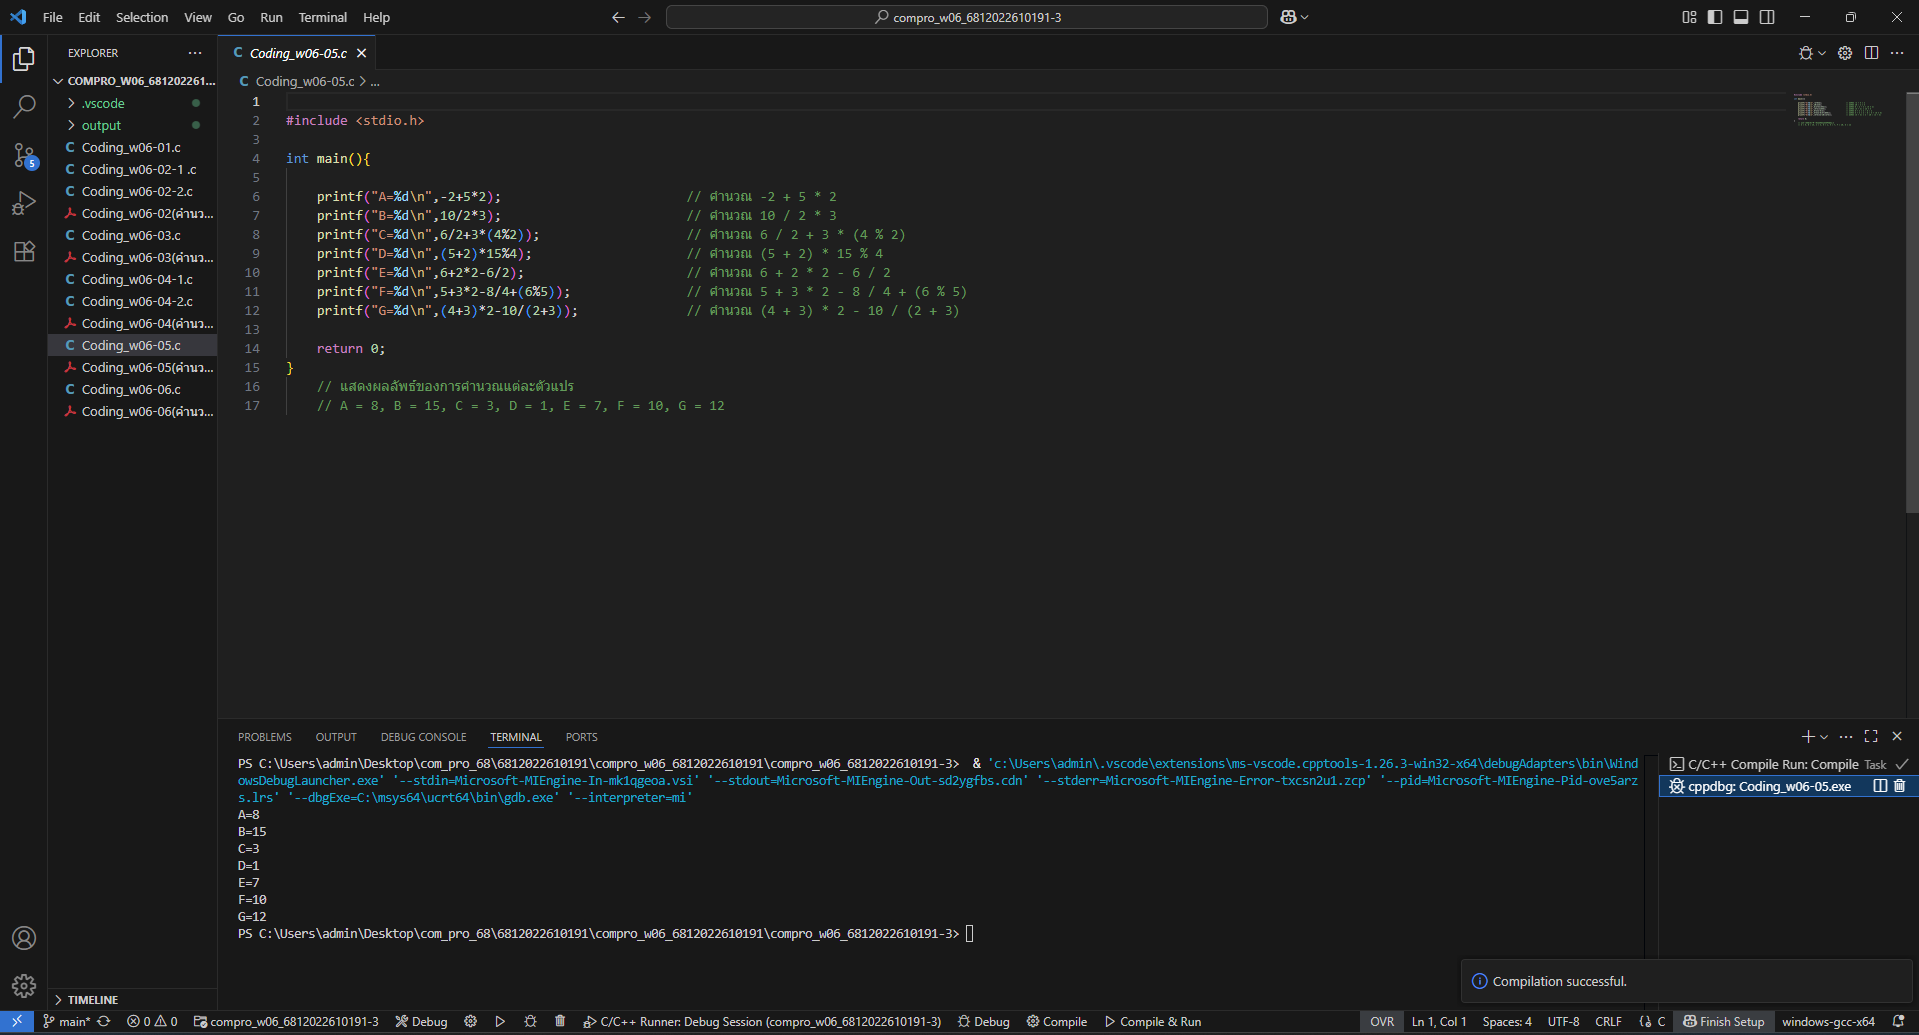 File Edit Selection View Go Run Terminal Help
compro_w06_6812022610191-3
EXPLORER
COMPRO_W06_681202261...
.vscode
output
Coding_w06-01.c
Coding_w06-02-1 .c
Coding_w06-02-2.c
Coding_w06-02(คำนว...
Coding_w06-03.c
Coding_w06-03(คำนว...
Coding_w06-04-1.c
Coding_w06-04-2.c
Coding_w06-04(คำนว...
Coding_w06-05.c
Coding_w06-05(คำนว...
Coding_w06-06.c
Coding_w06-06(คำนว...
TIMELINE
5
C Coding_w06-05.c
C Coding_w06-05.c > ...
1
2 #include <stdio.h>
3
4 int main(){
5
6 printf("A=%d\n",-2+5*2); // คำนวณ -2 + 5 * 2
7 printf("B=%d\n",10/2*3); // คำนวณ 10 / 2 * 3
8 printf("C=%d\n",6/2+3*(4%2)); // คำนวณ 6 / 2 + 3 * (4 % 2)
9 printf("D=%d\n",(5+2)*15%4); // คำนวณ (5 + 2) * 15 % 4
10 printf("E=%d\n",6+2*2-6/2); // คำนวณ 6 + 2 * 2 - 6 / 2
11 printf("F=%d\n",5+3*2-8/4+(6%5)); // คำนวณ 5 + 3 * 2 - 8 / 4 + (6 % 5)
12 printf("G=%d\n",(4+3)*2-10/(2+3)); // คำนวณ (4 + 3) * 2 - 10 / (2 + 3)
13
14 return 0;
15 }
16 // แสดงผลลัพธ์ของการคำนวณแต่ละตัวแปร
17 // A = 8, B = 15, C = 3, D = 1, E = 7, F = 10, G = 12
PROBLEMS OUTPUT DEBUG CONSOLE TERMINAL PORTS
PS C:\Users\admin\Desktop\com_pro_68\6812022610191\compro_w06_6812022610191\compro_w06_6812022610191-3> & 'c:\Users\admin\.vscode\extensions\ms-vscode.cpptools-1.26.3-win32-x64\debugAdapters\bin\Wind
owsDebugLauncher.exe' '--stdin=Microsoft-MIEngine-In-mk1qgeoa.vsi' '--stdout=Microsoft-MIEngine-Out-sd2ygfbs.cdn' '--stderr=Microsoft-MIEngine-Error-txcsn2u1.zcp' '--pid=Microsoft-MIEngine-Pid-ove5arz
s.lrs' '--dbgExe=C:\msys64\ucrt64\bin\gdb.exe' '--interpreter=mi'
A=8
B=15
C=3
D=1
E=7
F=10
G=12
PS C:\Users\admin\Desktop\com_pro_68\6812022610191\compro_w06_6812022610191\compro_w06_6812022610191-3>
C/C++ Compile Run: Compile Task
cppdbg: Coding_w06-05.exe
Compilation successful.
main* 0 0 compro_w06_6812022610191-3 Debug C/C++ Runner: Debug Session (compro_w06_6812022610191-3) Debug Compile Compile & Run OVR Ln 1, Col 1 Spaces: 4 UTF-8 CRLF {} C Finish Setup windows-gcc-x64